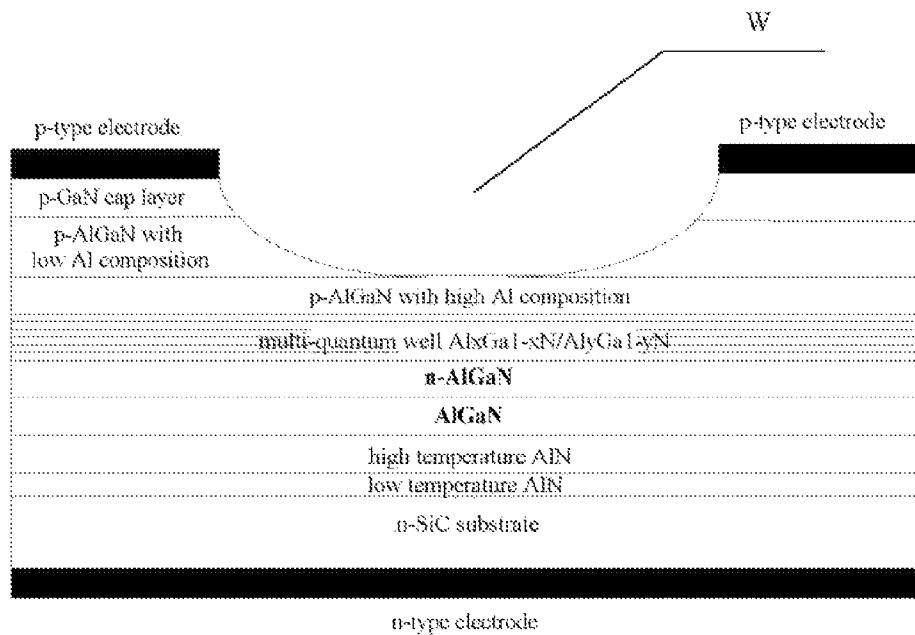 W
p-type electrode
p-type electrode
p-GaN cap layer
p-AlGaN with
low Al composition
p-AlGaN with high Al composition
multi-quantum well AlxGa1-xN/AlyGa1-yN
n-AlGaN
AlGaN
high temperature AlN
low temperature AlN
n-SiC substrate
n-type electrode